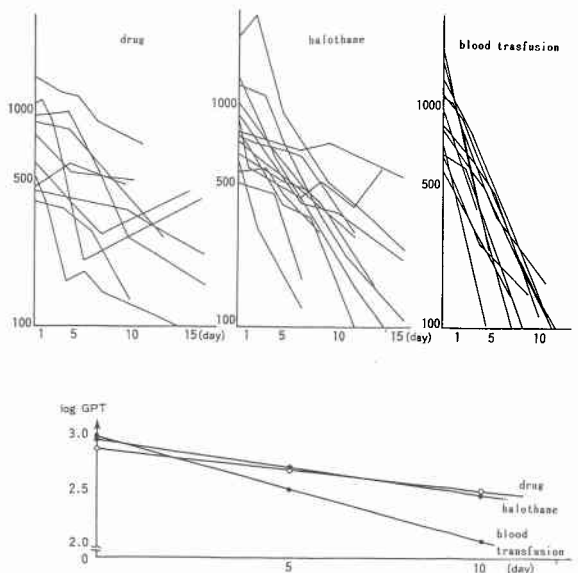 drug
1000
500
100
1 5 10 15 (day)
halothane
1000
500
100
1 5 10 15 (day)
blood trasfusion
1000
500
100
1 5 10 (day)
log GPT
3.0
2.5
2.0
0
5 10 (day)
drug
halothane
blood
transfusion